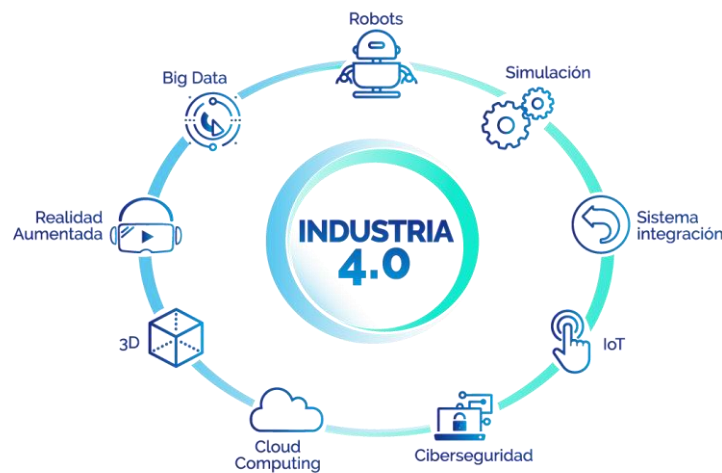 Robots
Simulación
Big Data
Realidad
Aumentada
INDUSTRIA
4.0
Sistema
integración
3D
IoT
Cloud
Computing
Ciberseguridad